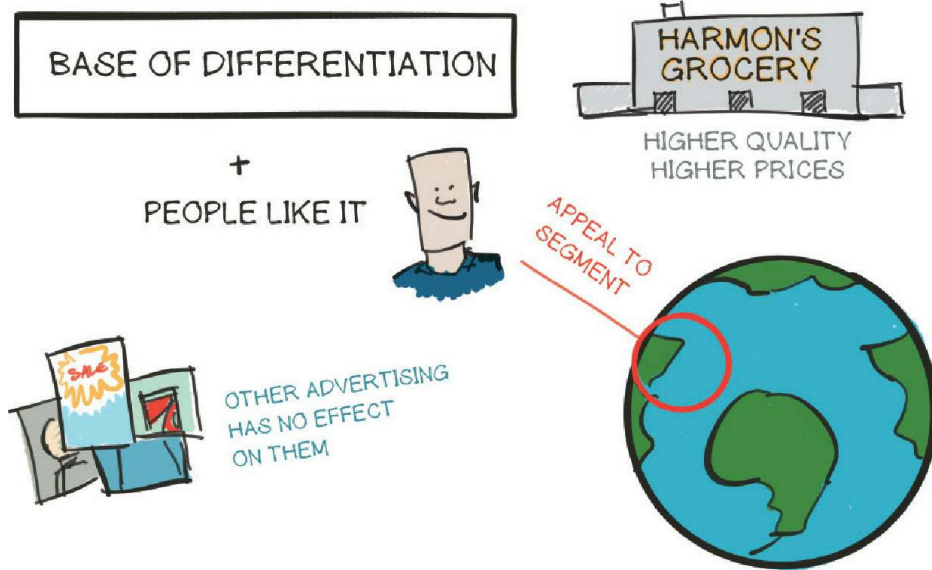 BASE OF DIFFERENTIATION
HARMON'S
GROCERY
HIGHER QUALITY
HIGHER PRICES
+
PEOPLE LIKE IT
APPEAL TO
SEGMENT
SALE
OTHER ADVERTISING
HAS NO EFFECT
ON THEM